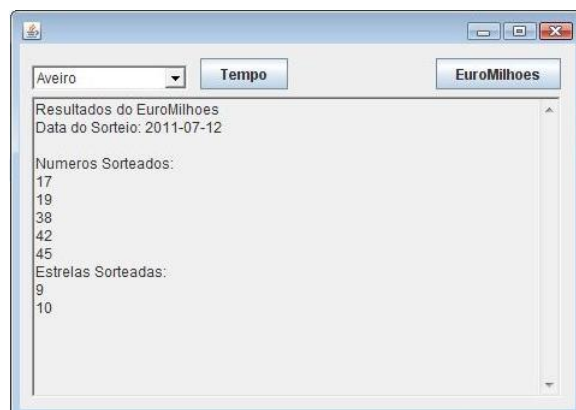 Aveiro
Tempo
EuroMilhoes
Resultados do EuroMilhoes
Data do Sorteio: 2011-07-12
Numeros Sorteados:
17
19
38
42
45
Estrelas Sorteadas:
9
10